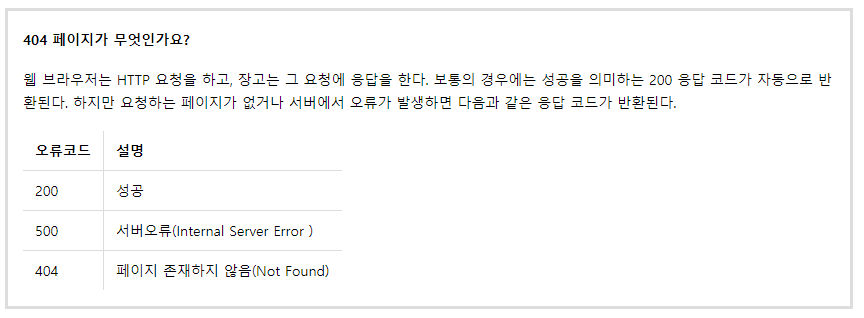 404 페이지가 무엇인가요?
웹 브라우저는 HTTP 요청을 하고, 장고는 그 요청에 응답을 한다. 보통의 경우에는 성공을 의미하는 200 응답 코드가 자동으로 반
환된다. 하지만 요청하는 페이지가 없거나 서버에서 오류가 발생하면 다음과 같은 응답 코드가 반환된다.
오류코드 설명
200 성공
500 서버오류(Internal Server Error )
404 페이지 존재하지 않음(Not Found)